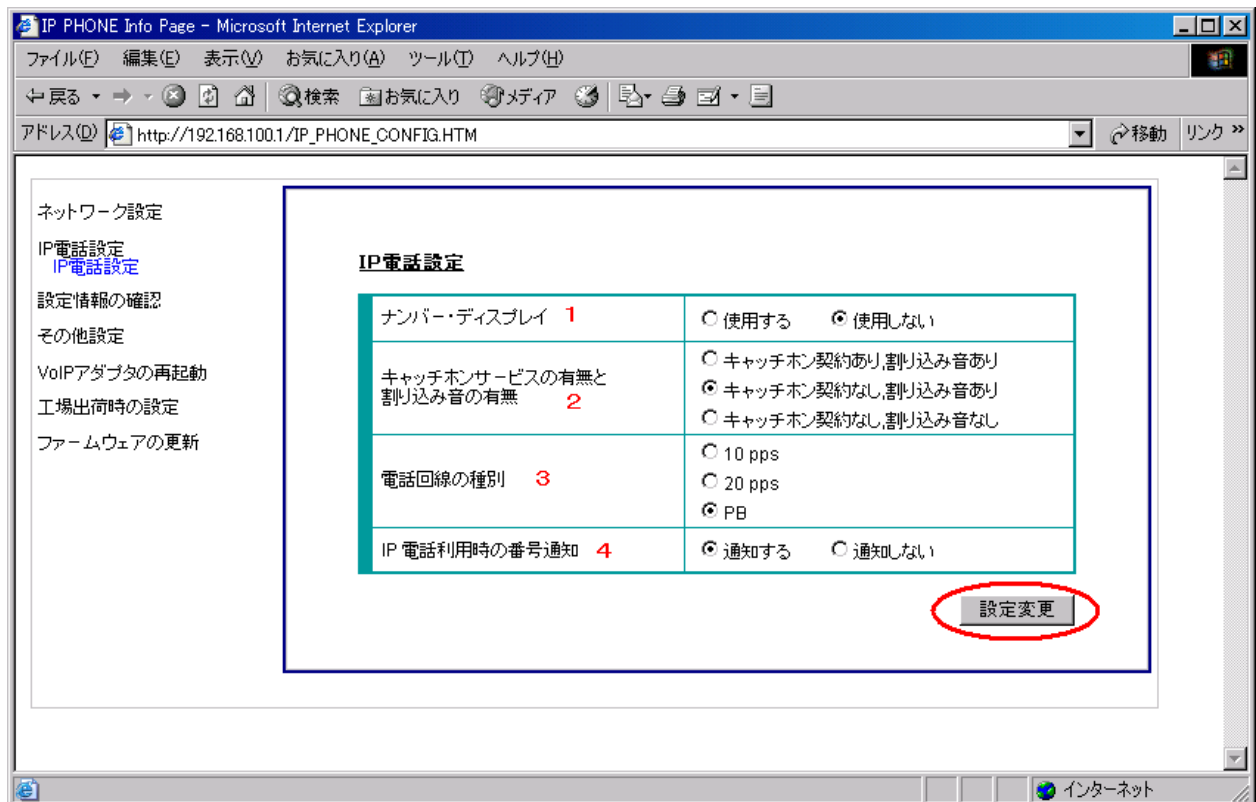 IP PHONE Info Page - Microsoft Internet Explorer
ファイル(F) 編集(E) 表示(V) お気に入り(A) ツール(T) ヘルプ(H)
戻る 検索 お気に入り メディア
アドレス(D) http://192.168.100.1/IP_PHONE_CONFIG.HTM 移動 リンク »
ネットワーク設定
IP電話設定
IP電話設定
設定情報の確認
その他設定
VoIPアダプタの再起動
工場出荷時の設定
ファームウェアの更新
IP電話設定
ナンバー・ディスプレイ 1 使用する 使用しない
キャッチホンサービスの有無と
割り込み音の有無 2
キャッチホン契約あり,割り込み音あり
キャッチホン契約なし,割り込み音あり
キャッチホン契約なし,割り込み音なし
電話回線の種別 3
10 pps
20 pps
PB
IP 電話利用時の番号通知 4 通知する 通知しない
設定変更
インターネット